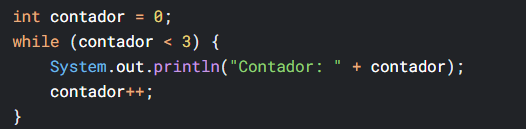 int contador = 0;
while (contador < 3) {
    System.out.println("Contador: " + contador);
    contador++;
}